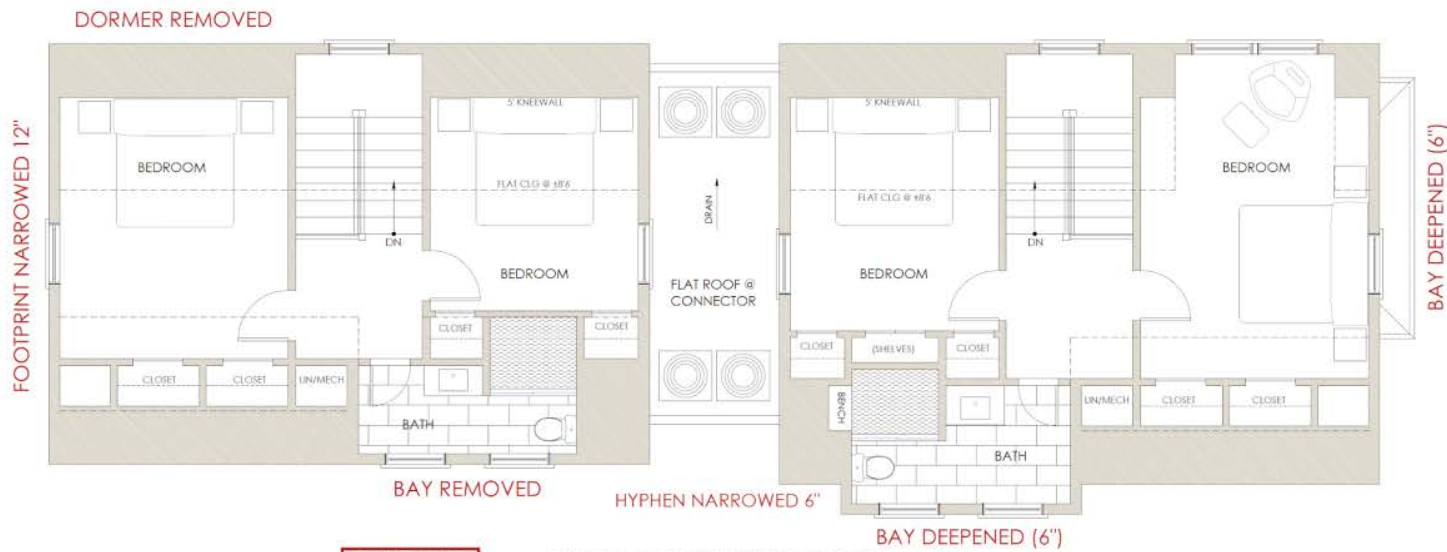 DORMER REMOVED
FOOTPRINT NARROWED 12"
BEDROOM
5' KNEEWALL
FLAT CLG @ ±8'6
DN
BEDROOM
CLOSET
CLOSET
CLOSET
CLOSET
LIN/MECH
BATH
BAY REMOVED
DRAIN
FLAT ROOF @
CONNECTOR
HYPHEN NARROWED 6"
5' KNEEWALL
FLAT CLG @ ±8'6
BEDROOM
DN
BEDROOM
CLOSET
(SHELVES)
CLOSET
BENCH
LIN/MECH
CLOSET
CLOSET
BATH
BAY DEEPENED (6")
BAY DEEPENED (6")